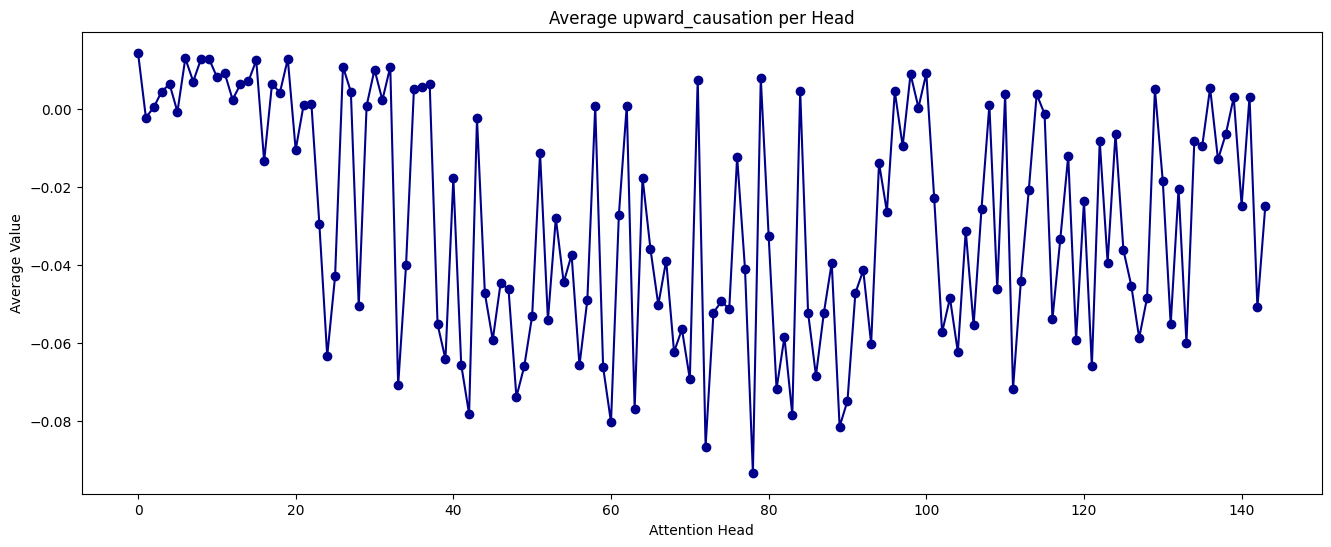 Average upward_causation per Head
Average Value
0.00
−0.02
−0.04
−0.06
−0.08
0 20 40 60 80 100 120 140
Attention Head